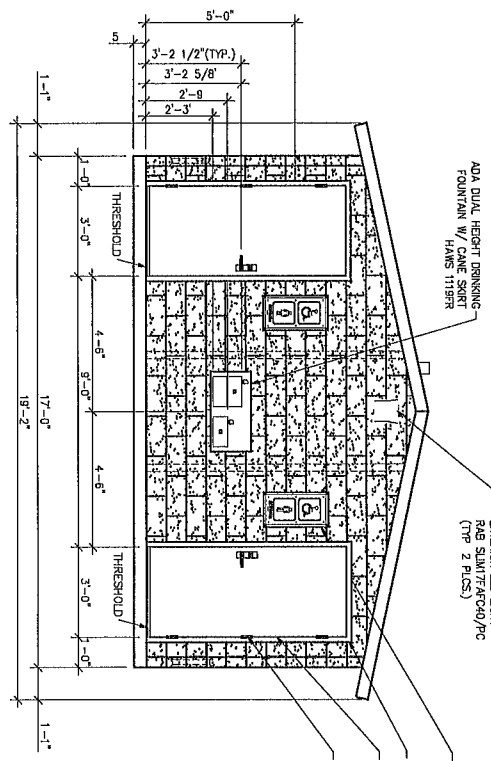 5'-0"
3'-2 1/2"(TYP.)
3'-2 5/8'
2'-9
2'-3'
5
ADA DUAL HEIGHT DRINKING
FOUNTAIN W/ CANE SKIRT
HAWS 1119FR
RAB SLIM17FAFC40/PC
(TYP 2 PLCS.)
THRESHOLD
THRESHOLD
1'-0"
3'-0"
4-6"
4-6"
3'-0"
1'-0"
9'-0"
1'-1"
17'-0"
1'-1"
19'-2"